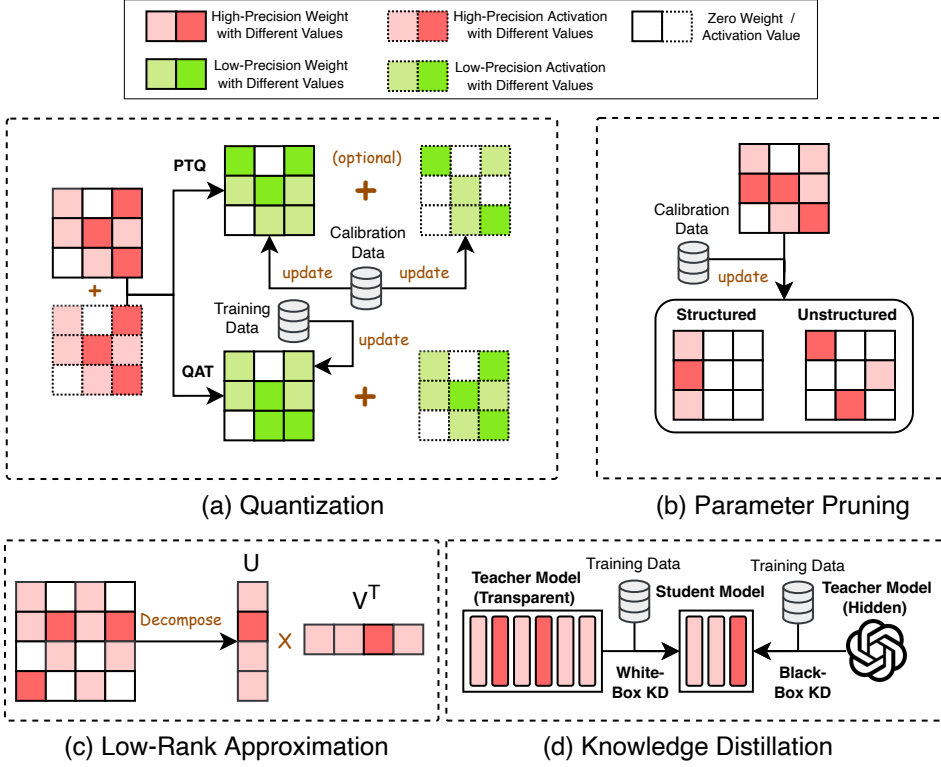 High-Precision Weight
with Different Values
High-Precision Activation
with Different Values
Zero Weight /
Activation Value
Low-Precision Weight
with Different Values
Low-Precision Activation
with Different Values
PTQ
(optional)
+
Calibration
Data
update
update
+
Training
Data
update
QAT
+
(a) Quantization
Calibration
Data
update
Structured
Unstructured
(b) Parameter Pruning
U
V^T
Decompose
X
(c) Low-Rank Approximation
Training Data
Training Data
Teacher Model
(Transparent)
Student Model
Teacher Model
(Hidden)
White-
Box KD
Black-
Box KD
(d) Knowledge Distillation